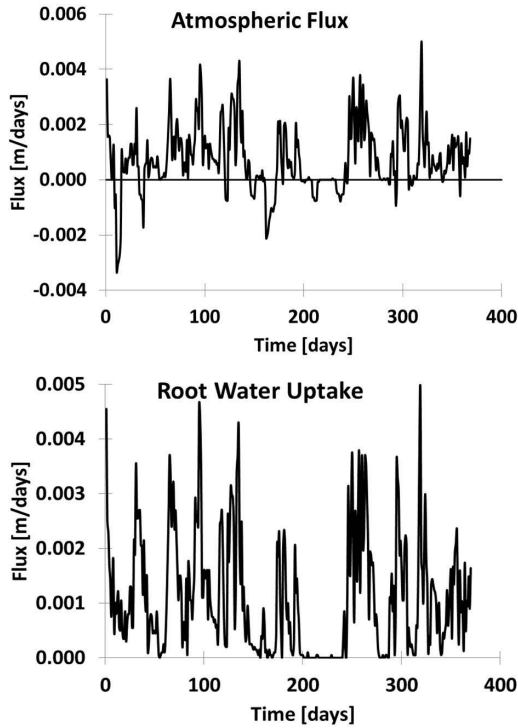 Atmospheric Flux
0.006
0.004
0.002
0.000
-0.002
-0.004
Flux [m/days]
0 100 200 300 400
Time [days]
Root Water Uptake
0.005
0.004
0.003
0.002
0.001
0.000
Flux [m/days]
0 100 200 300 400
Time [days]